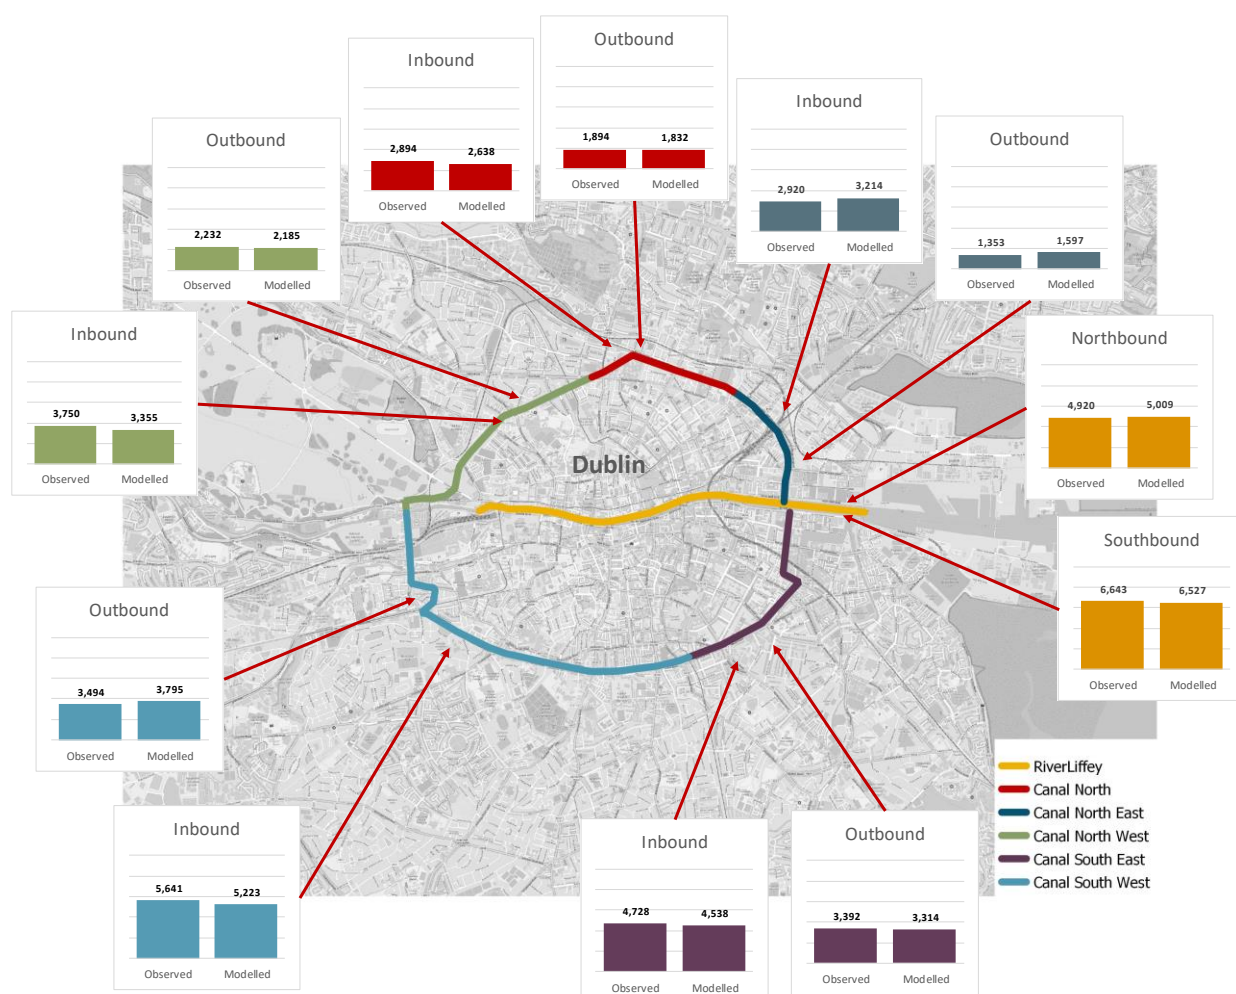 Outbound
1,894
1,832
Observed
Modelled
Inbound
2,894
2,638
Observed
Modelled
Inbound
2,920
3,214
Observed
Modelled
Outbound
1,353
1,597
Observed
Modelled
Outbound
2,232
2,185
Observed
Modelled
Inbound
3,750
3,355
Observed
Modelled
Northbound
4,920
5,009
Observed
Modelled
Dublin
Southbound
6,643
6,527
Observed
Modelled
Outbound
3,494
3,795
Observed
Modelled
RiverLiffey
Canal North
Canal North East
Canal North West
Canal South East
Canal South West
Inbound
5,641
5,223
Observed
Modelled
Inbound
4,728
4,538
Observed
Modelled
Outbound
3,392
3,314
Observed
Modelled